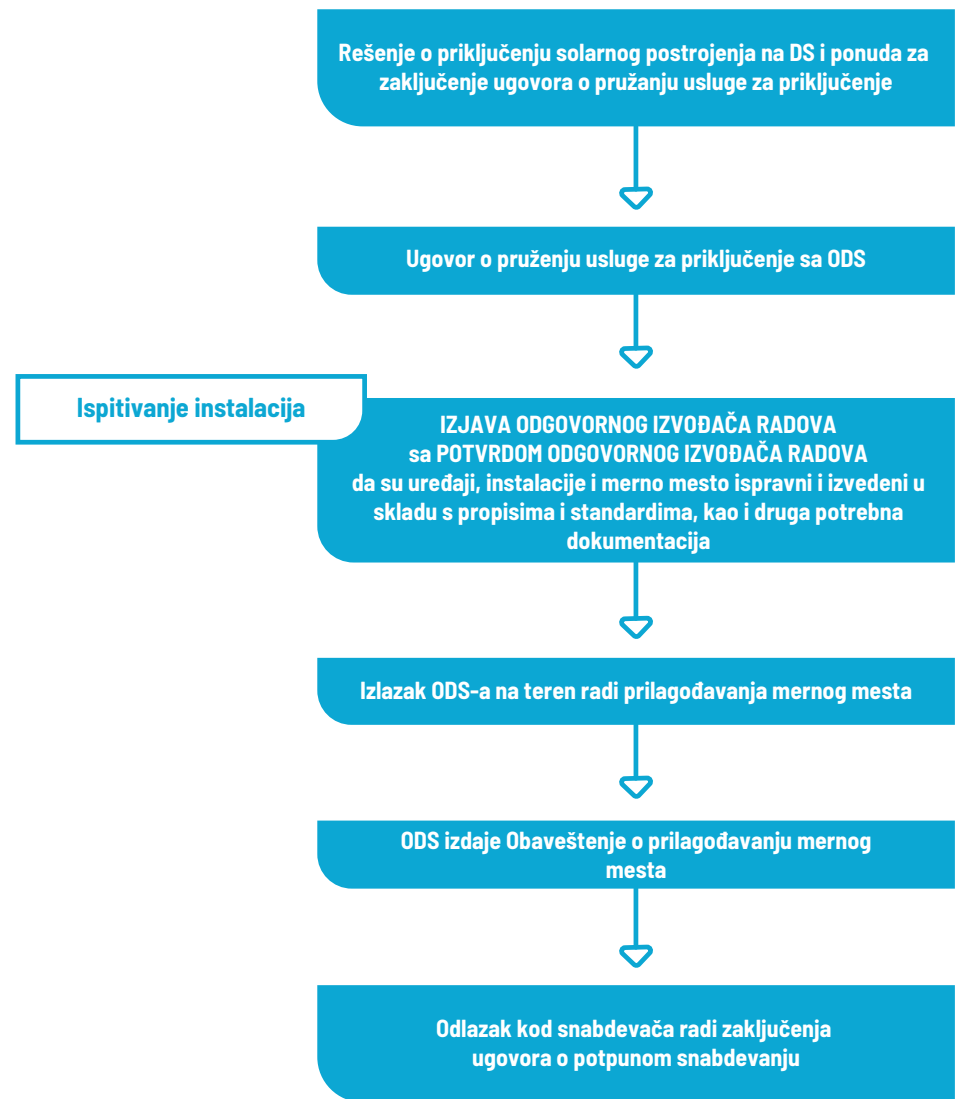 Rešenje o priključenju solarnog postrojenja na DS i ponuda za
zaključenje ugovora o pružanju usluge za priključenje
Ugovor o pruženju usluge za priključenje sa ODS
Ispitivanje instalacija
IZJAVA ODGOVORNOG IZVOĐAČA RADOVA
sa POTVRDOM ODGOVORNOG IZVOĐAČA RADOVA
da su uređaji, instalacije i merno mesto ispravni i izvedeni u
skladu s propisima i standardima, kao i druga potrebna
dokumentacija
Izlazak ODS-a na teren radi prilagođavanja mernog mesta
ODS izdaje Obaveštenje o prilagođavanju mernog
mesta
Odlazak kod snabdevača radi zaključenja
ugovora o potpunom snabdevanju